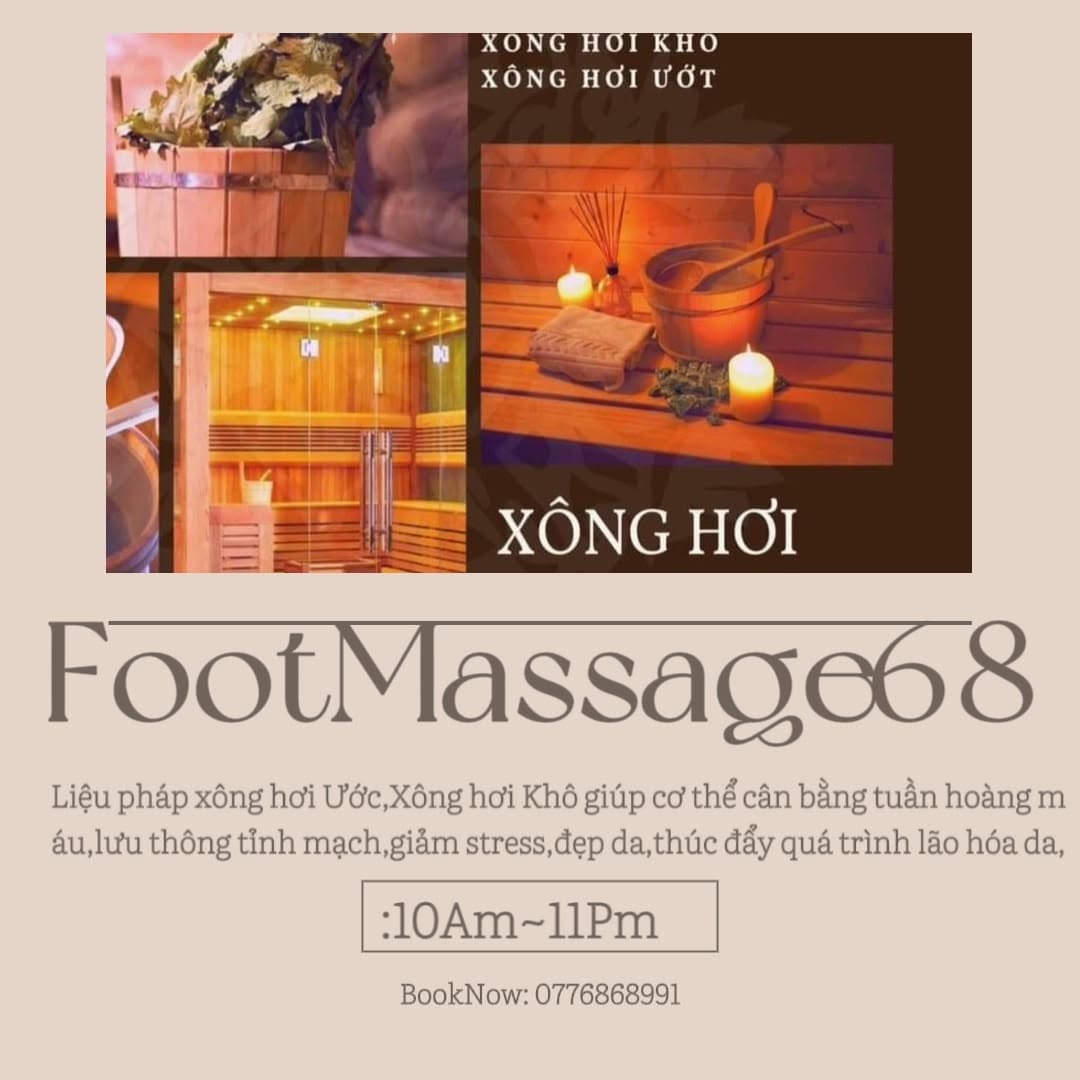 XÔNG HƠI KHÔ
XÔNG HƠI ƯỚT
XÔNG HƠI
FootMassage68
Liệu pháp xông hơi Ước,Xông hơi Khô giúp cơ thể cân bằng tuần hoàng m
áu,lưu thông tỉnh mạch,giảm stress,đẹp da,thúc đẩy quá trình lão hóa da,
:10Am~11Pm
BookNow: 0776868991